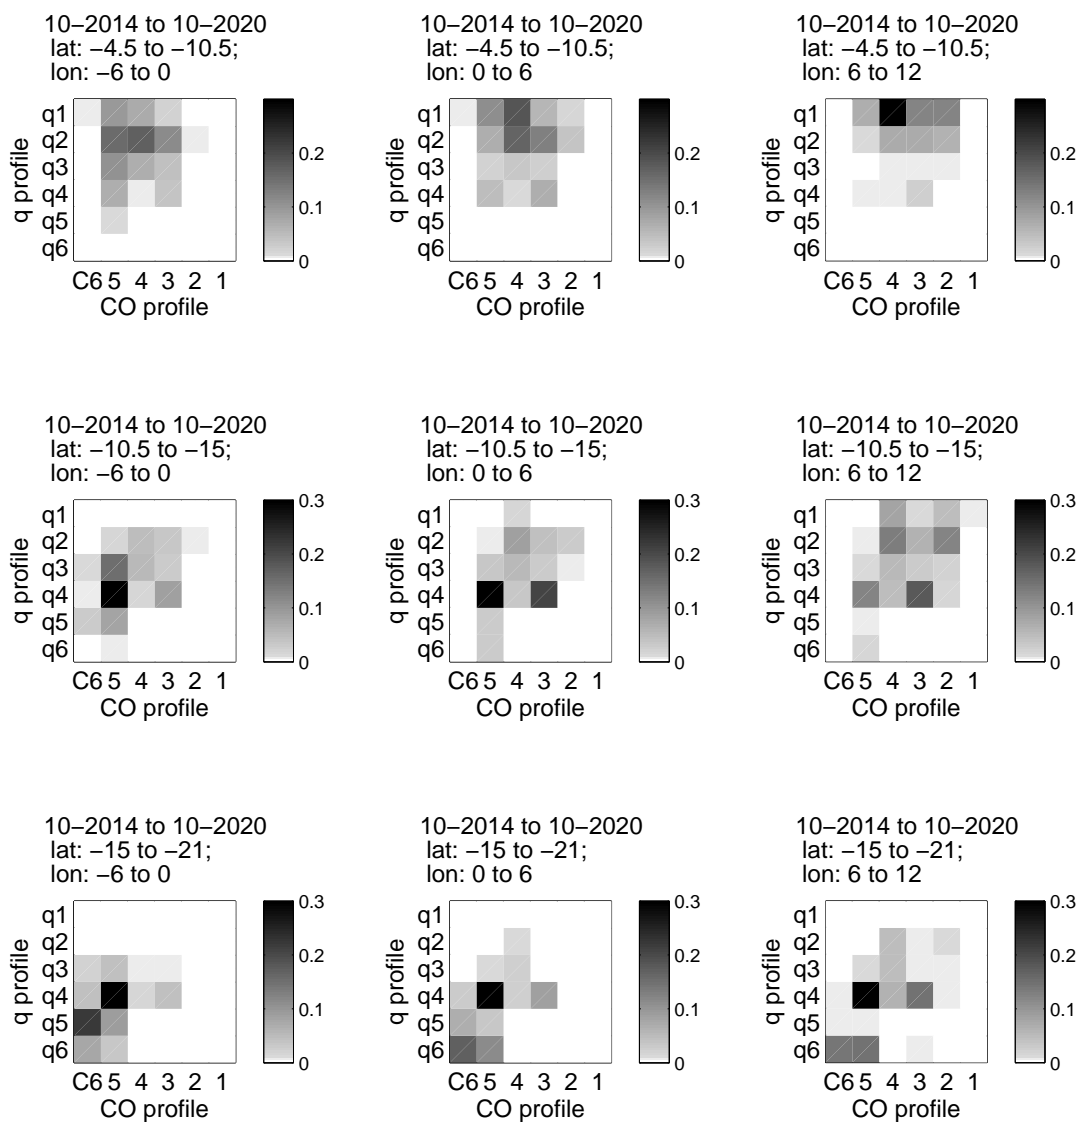 10−2014 to 10−2020
lat: −4.5 to −10.5;
lon: −6 to 0
q1
q2
q3
q4
q5
q6
q profile
C6 5 4 3 2 1
CO profile
0.2
0.1
0
10−2014 to 10−2020
lat: −4.5 to −10.5;
lon: 0 to 6
q1
q2
q3
q4
q5
q6
q profile
C6 5 4 3 2 1
CO profile
0.2
0.1
0
10−2014 to 10−2020
lat: −4.5 to −10.5;
lon: 6 to 12
q1
q2
q3
q4
q5
q6
q profile
C6 5 4 3 2 1
CO profile
0.2
0.1
0
10−2014 to 10−2020
lat: −10.5 to −15;
lon: −6 to 0
q1
q2
q3
q4
q5
q6
q profile
C6 5 4 3 2 1
CO profile
0.3
0.2
0.1
0
10−2014 to 10−2020
lat: −10.5 to −15;
lon: 0 to 6
q1
q2
q3
q4
q5
q6
q profile
C6 5 4 3 2 1
CO profile
0.3
0.2
0.1
0
10−2014 to 10−2020
lat: −10.5 to −15;
lon: 6 to 12
q1
q2
q3
q4
q5
q6
q profile
C6 5 4 3 2 1
CO profile
0.3
0.2
0.1
0
10−2014 to 10−2020
lat: −15 to −21;
lon: −6 to 0
q1
q2
q3
q4
q5
q6
q profile
C6 5 4 3 2 1
CO profile
0.3
0.2
0.1
0
10−2014 to 10−2020
lat: −15 to −21;
lon: 0 to 6
q1
q2
q3
q4
q5
q6
q profile
C6 5 4 3 2 1
CO profile
0.3
0.2
0.1
0
10−2014 to 10−2020
lat: −15 to −21;
lon: 6 to 12
q1
q2
q3
q4
q5
q6
q profile
C6 5 4 3 2 1
CO profile
0.3
0.2
0.1
0